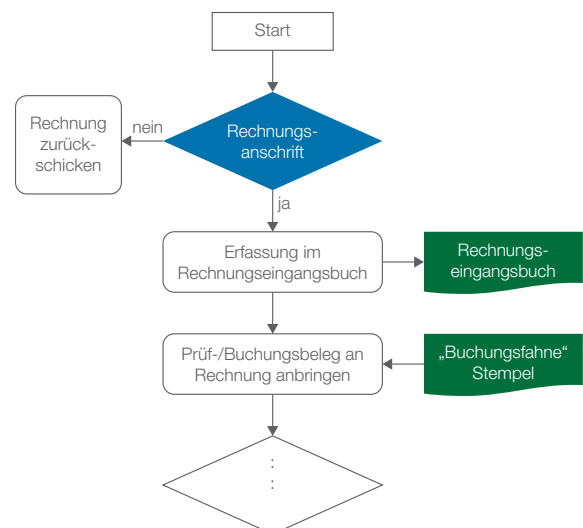 Start
Rechnung
zurück-
schicken
nein
Rechnungs-
anschrift
ja
Erfassung im
Rechnungseingangsbuch
Rechnungs-
eingangsbuch
Prüf-/Buchungsbeleg an
Rechnung anbringen
„Buchungsfahne“
Stempel
:
: